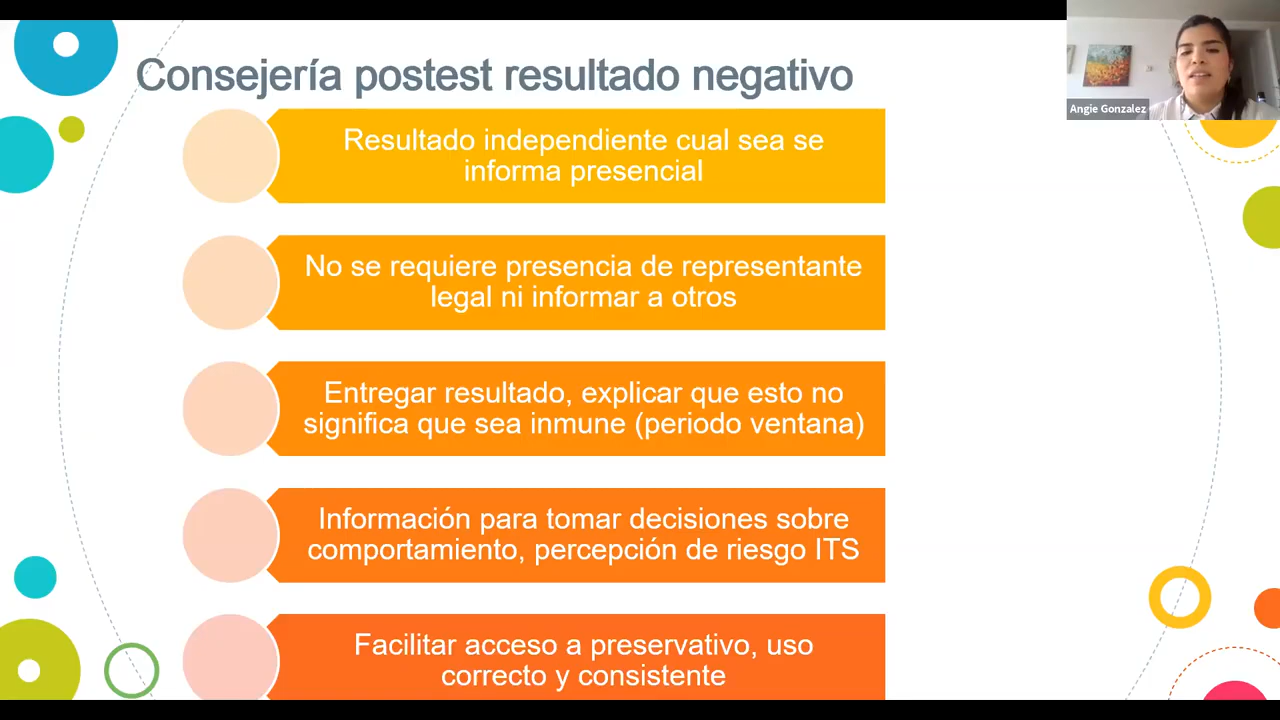 Consejería postest resultado negativo
Angie Gonzalez
Resultado independiente cual sea se
informa presencial
No se requiere presencia de representante
legal ni informar a otros
Entregar resultado, explicar que esto no
significa que sea inmune (periodo ventana)
Información para tomar decisiones sobre
comportamiento, percepción de riesgo ITS
Facilitar acceso a preservativo, uso
correcto y consistente